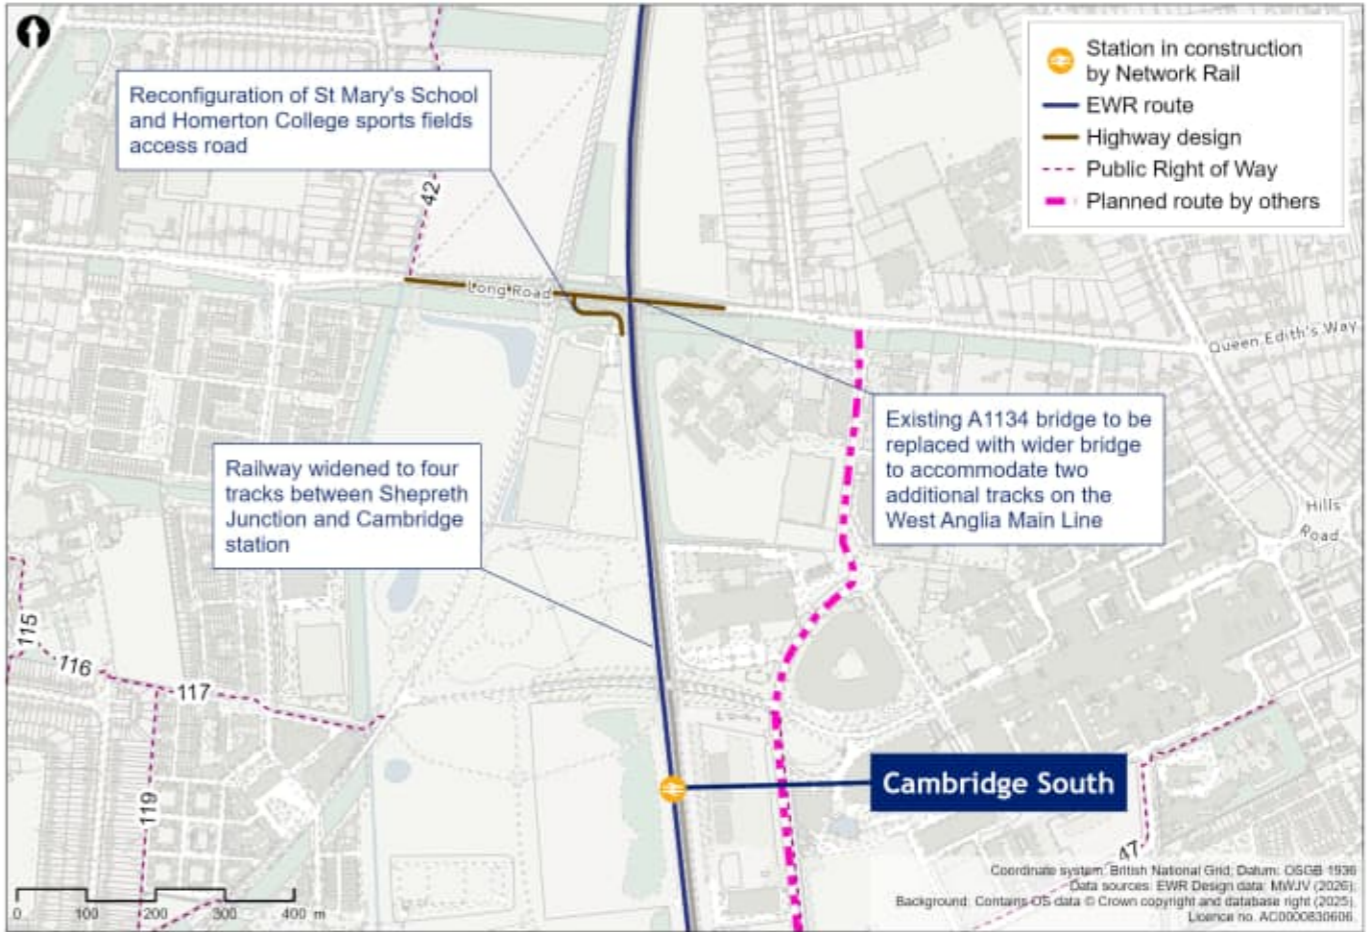 Reconfiguration of St Mary's School
and Homerton College sports fields
access road
Station in construction
by Network Rail
EWR route
Highway design
Public Right of Way
Planned route by others
42
Long Road
Queen Edith's Way
Existing A1134 bridge to be
replaced with wider bridge
to accommodate two
additional tracks on the
West Anglia Main Line
Railway widened to four
tracks between Shepreth
Junction and Cambridge
station
Hills
Road
115
116
117
119
Cambridge South
47
0 100 200 300 400 m
Coordinate system: British National Grid; Datum: OSGB 1936
Data sources: EWR Design data: MWJV (2026);
Background: Contains OS data © Crown copyright and database right (2025).
Licence no. AC0000830606.